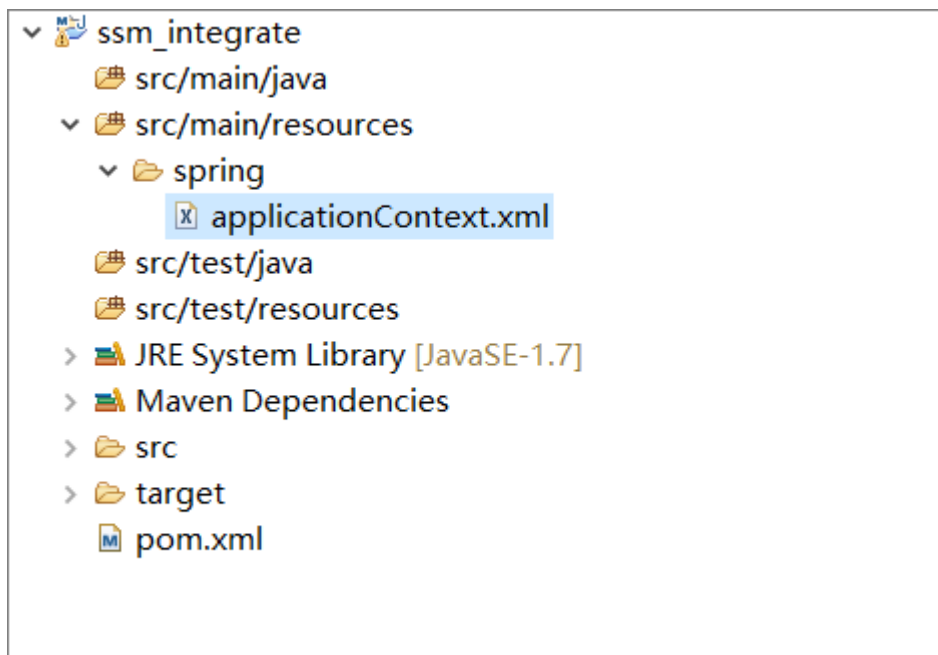 ssm_integrate
src/main/java
src/main/resources
spring
applicationContext.xml
src/test/java
src/test/resources
JRE System Library [JavaSE-1.7]
Maven Dependencies
src
target
pom.xml